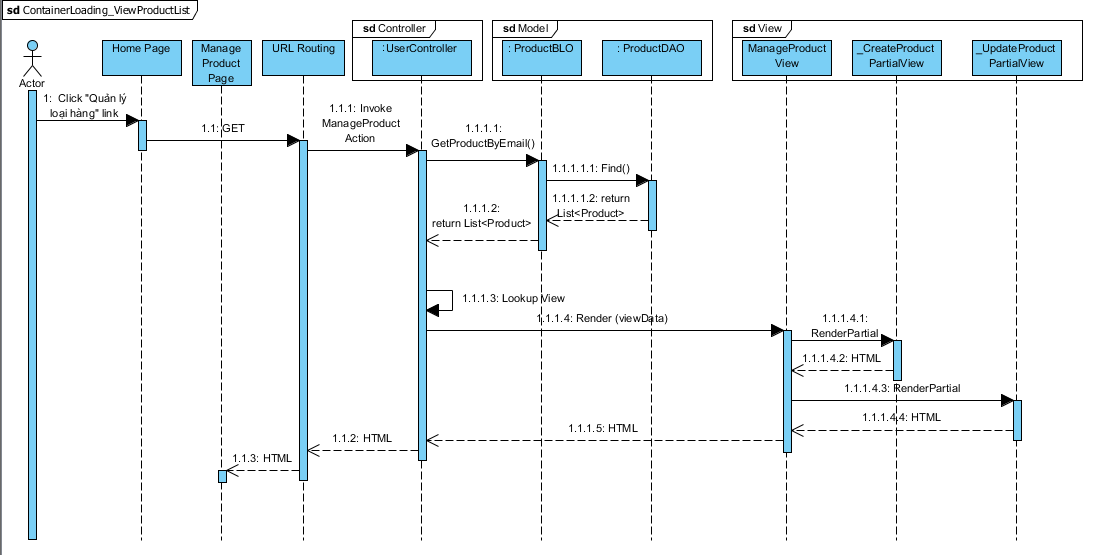 sd ContainerLoading_ViewProductList
sd Controller
sd Model
sd View
Actor
Home Page
Manage
Product
Page
URL Routing
:UserController
: ProductBLO
: ProductDAO
ManageProduct
View
_CreateProduct
PartialView
_UpdateProduct
PartialView
1: Click "Quản lý
loại hàng" link
1.1: GET
1.1.1: Invoke
ManageProduct
Action
1.1.1.1:
GetProductByEmail()
1.1.1.1.1: Find()
1.1.1.1.2: return
List<Product>
1.1.1.2:
return List<Product>
1.1.1.3: Lookup View
1.1.1.4: Render (viewData)
1.1.1.4.1:
RenderPartial
1.1.1.4.2: HTML
1.1.1.4.3: RenderPartial
1.1.1.4.4: HTML
1.1.1.5: HTML
1.1.2: HTML
1.1.3: HTML